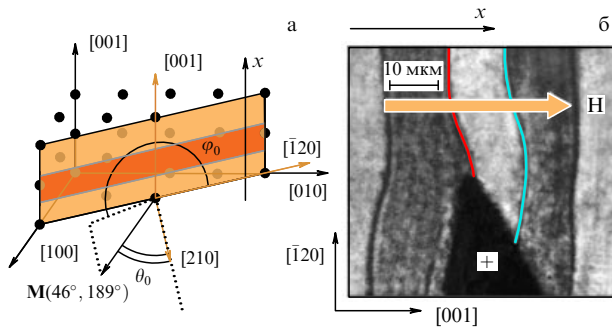 а
[001]
[001]
x
[1̄20]
φ₀
[010]
[100]
[210]
θ₀
M(46°, 189°)
x
б
10 мкм
H
+
[1̄20]
[001]